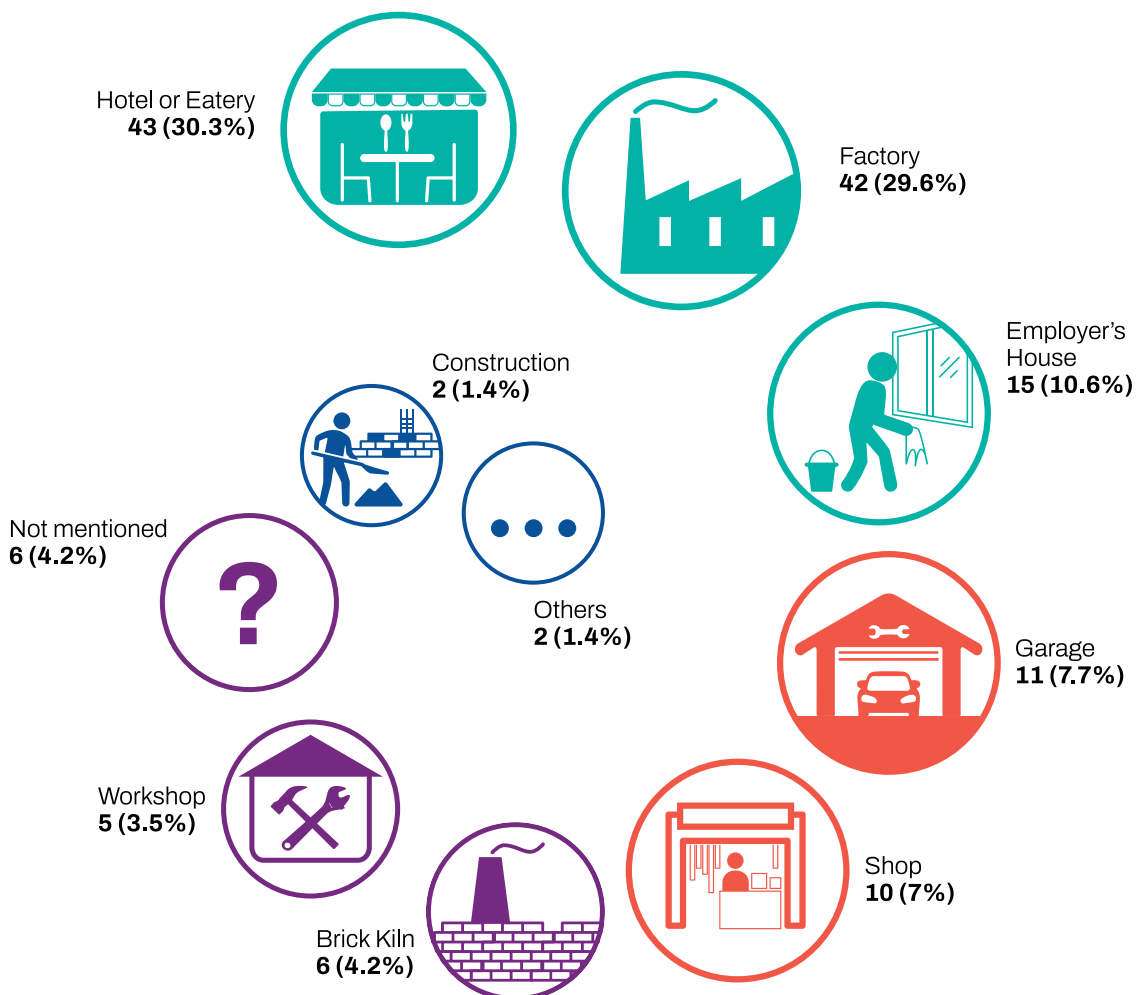 Hotel or Eatery
43 (30.3%)
Factory
42 (29.6%)
Employer's
House
15 (10.6%)
Construction
2 (1.4%)
Not mentioned
6 (4.2%)
?
Others
2 (1.4%)
Garage
11 (7.7%)
Workshop
5 (3.5%)
Shop
10 (7%)
Brick Kiln
6 (4.2%)